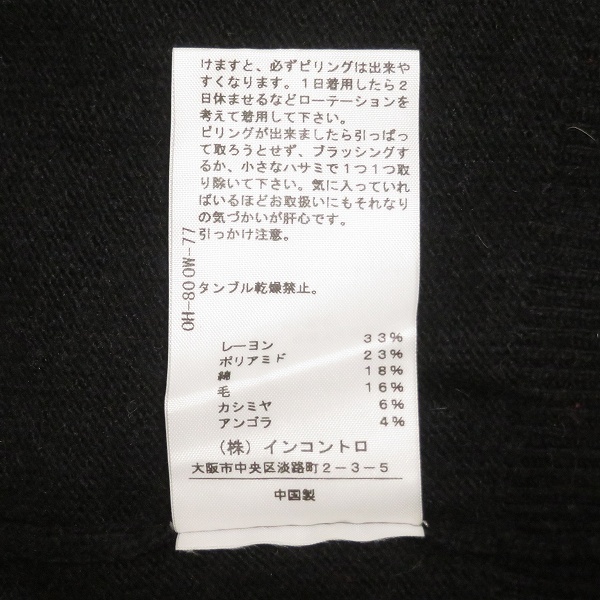 けますと、必ずピリングは出来や
すくなります。１日着用したら２
日休ませるなどローテーションを
考えて着用して下さい。
ピリングが出来ましたら引っぱっ
て取ろうとせず、ブラッシングす
るか、小さなハサミで１つ１つ取
り除いて下さい。気に入っていれ
ばいるほどお取扱いにもそれなり
の気づかいが肝心です。
引っかけ注意。
タンブル乾燥禁止。
OH-800W-77
レーヨン 33%
ポリアミド 23%
綿 18%
毛 16%
カシミヤ 6%
アンゴラ 4%
（株）インコントロ
大阪市中央区淡路町２－３－５
中国製